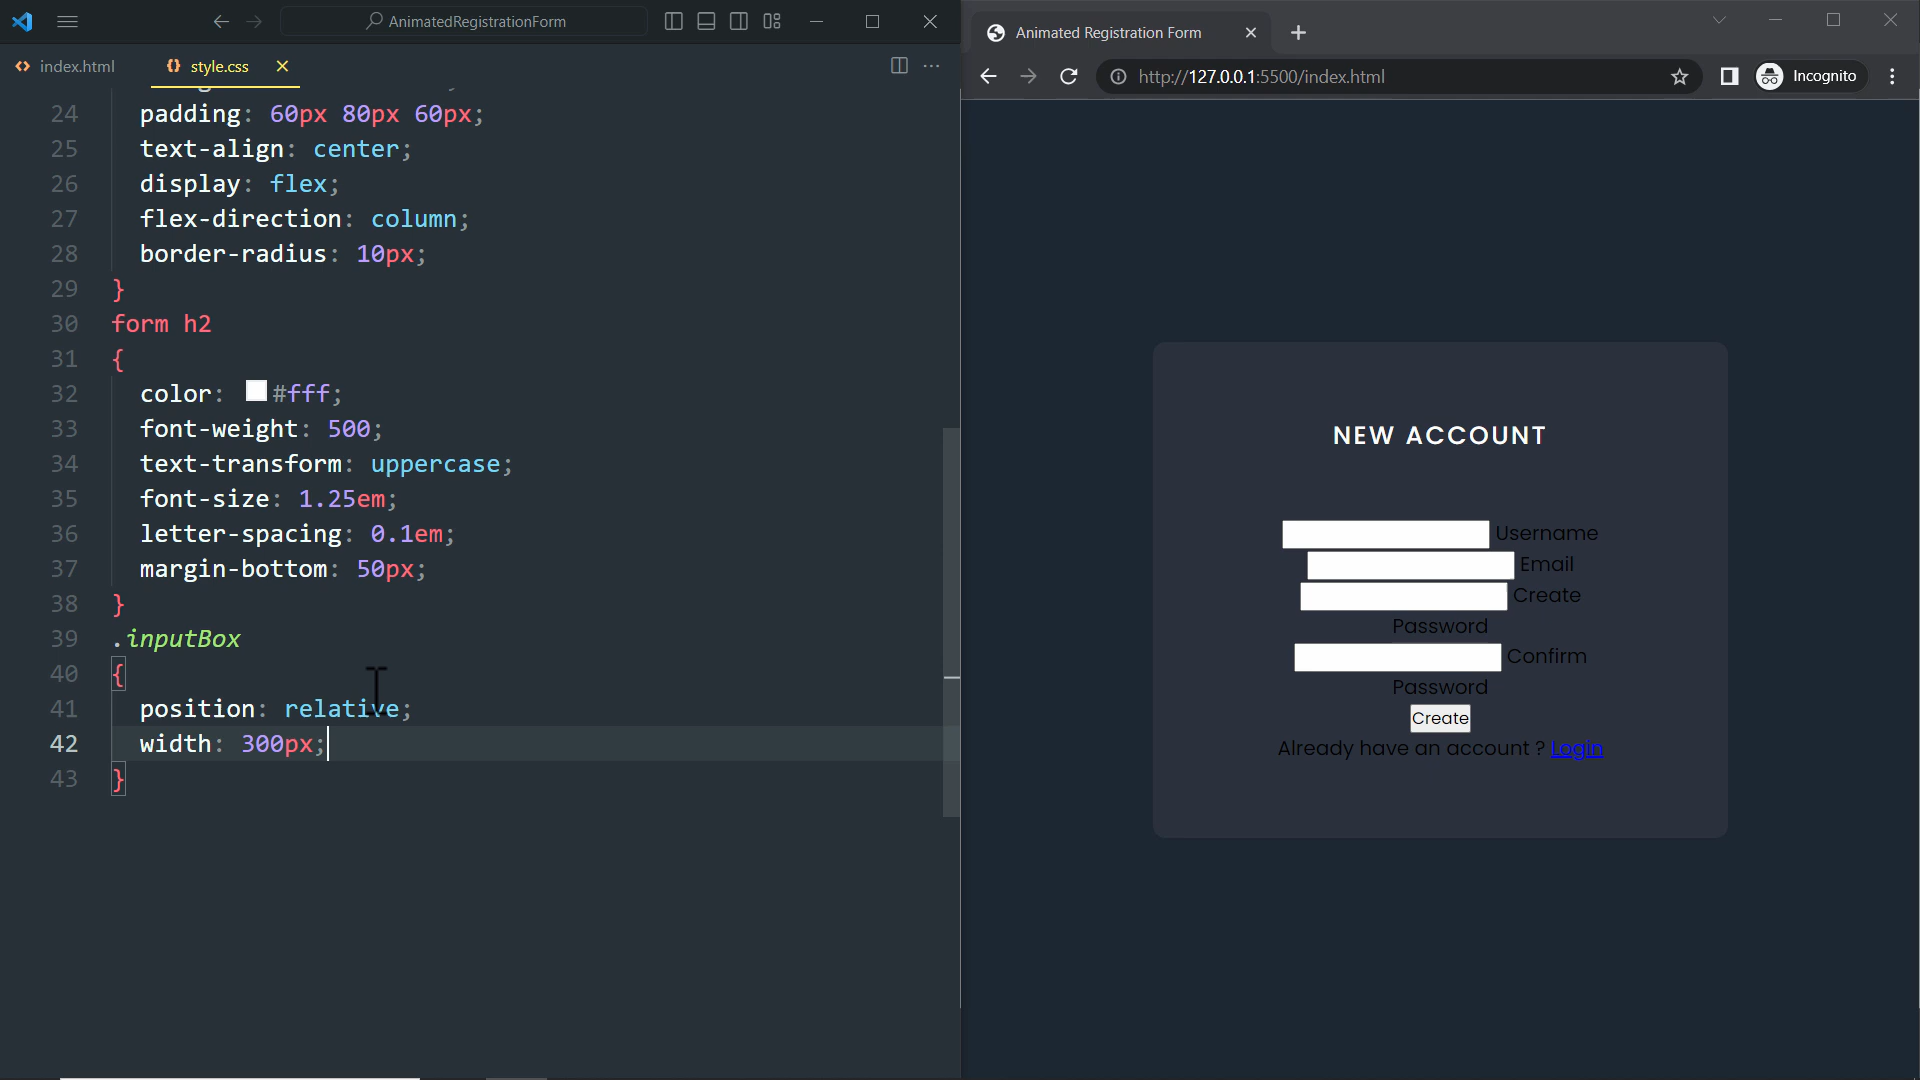 AnimatedRegistrationForm
index.html
style.css
24 padding: 60px 80px 60px;
25 text-align: center;
26 display: flex;
27 flex-direction: column;
28 border-radius: 10px;
29 }
30 form h2
31 {
32 color: #fff;
33 font-weight: 500;
34 text-transform: uppercase;
35 font-size: 1.25em;
36 letter-spacing: 0.1em;
37 margin-bottom: 50px;
38 }
39 .inputBox
40 {
41 position: relative;
42 width: 300px;
43 }
Animated Registration Form
http://127.0.0.1:5500/index.html
Incognito
NEW ACCOUNT
Username
Email
Create
Password
Confirm
Password
Create
Already have an account ? Login